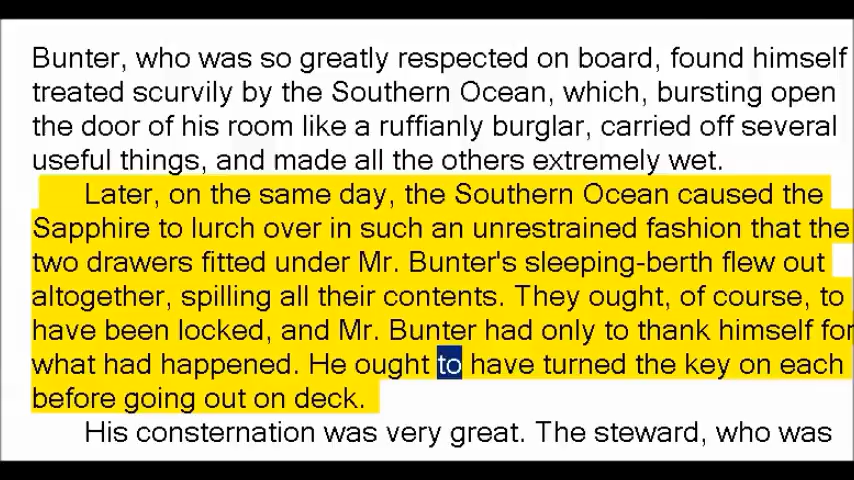 Bunter, who was so greatly respected on board, found himself
treated scurvily by the Southern Ocean, which, bursting open
the door of his room like a ruffianly burglar, carried off several
useful things, and made all the others extremely wet.
Later, on the same day, the Southern Ocean caused the
Sapphire to lurch over in such an unrestrained fashion that the
two drawers fitted under Mr. Bunter's sleeping-berth flew out
altogether, spilling all their contents. They ought, of course, to
have been locked, and Mr. Bunter had only to thank himself for
what had happened. He ought to have turned the key on each
before going out on deck.
His consternation was very great. The steward, who was